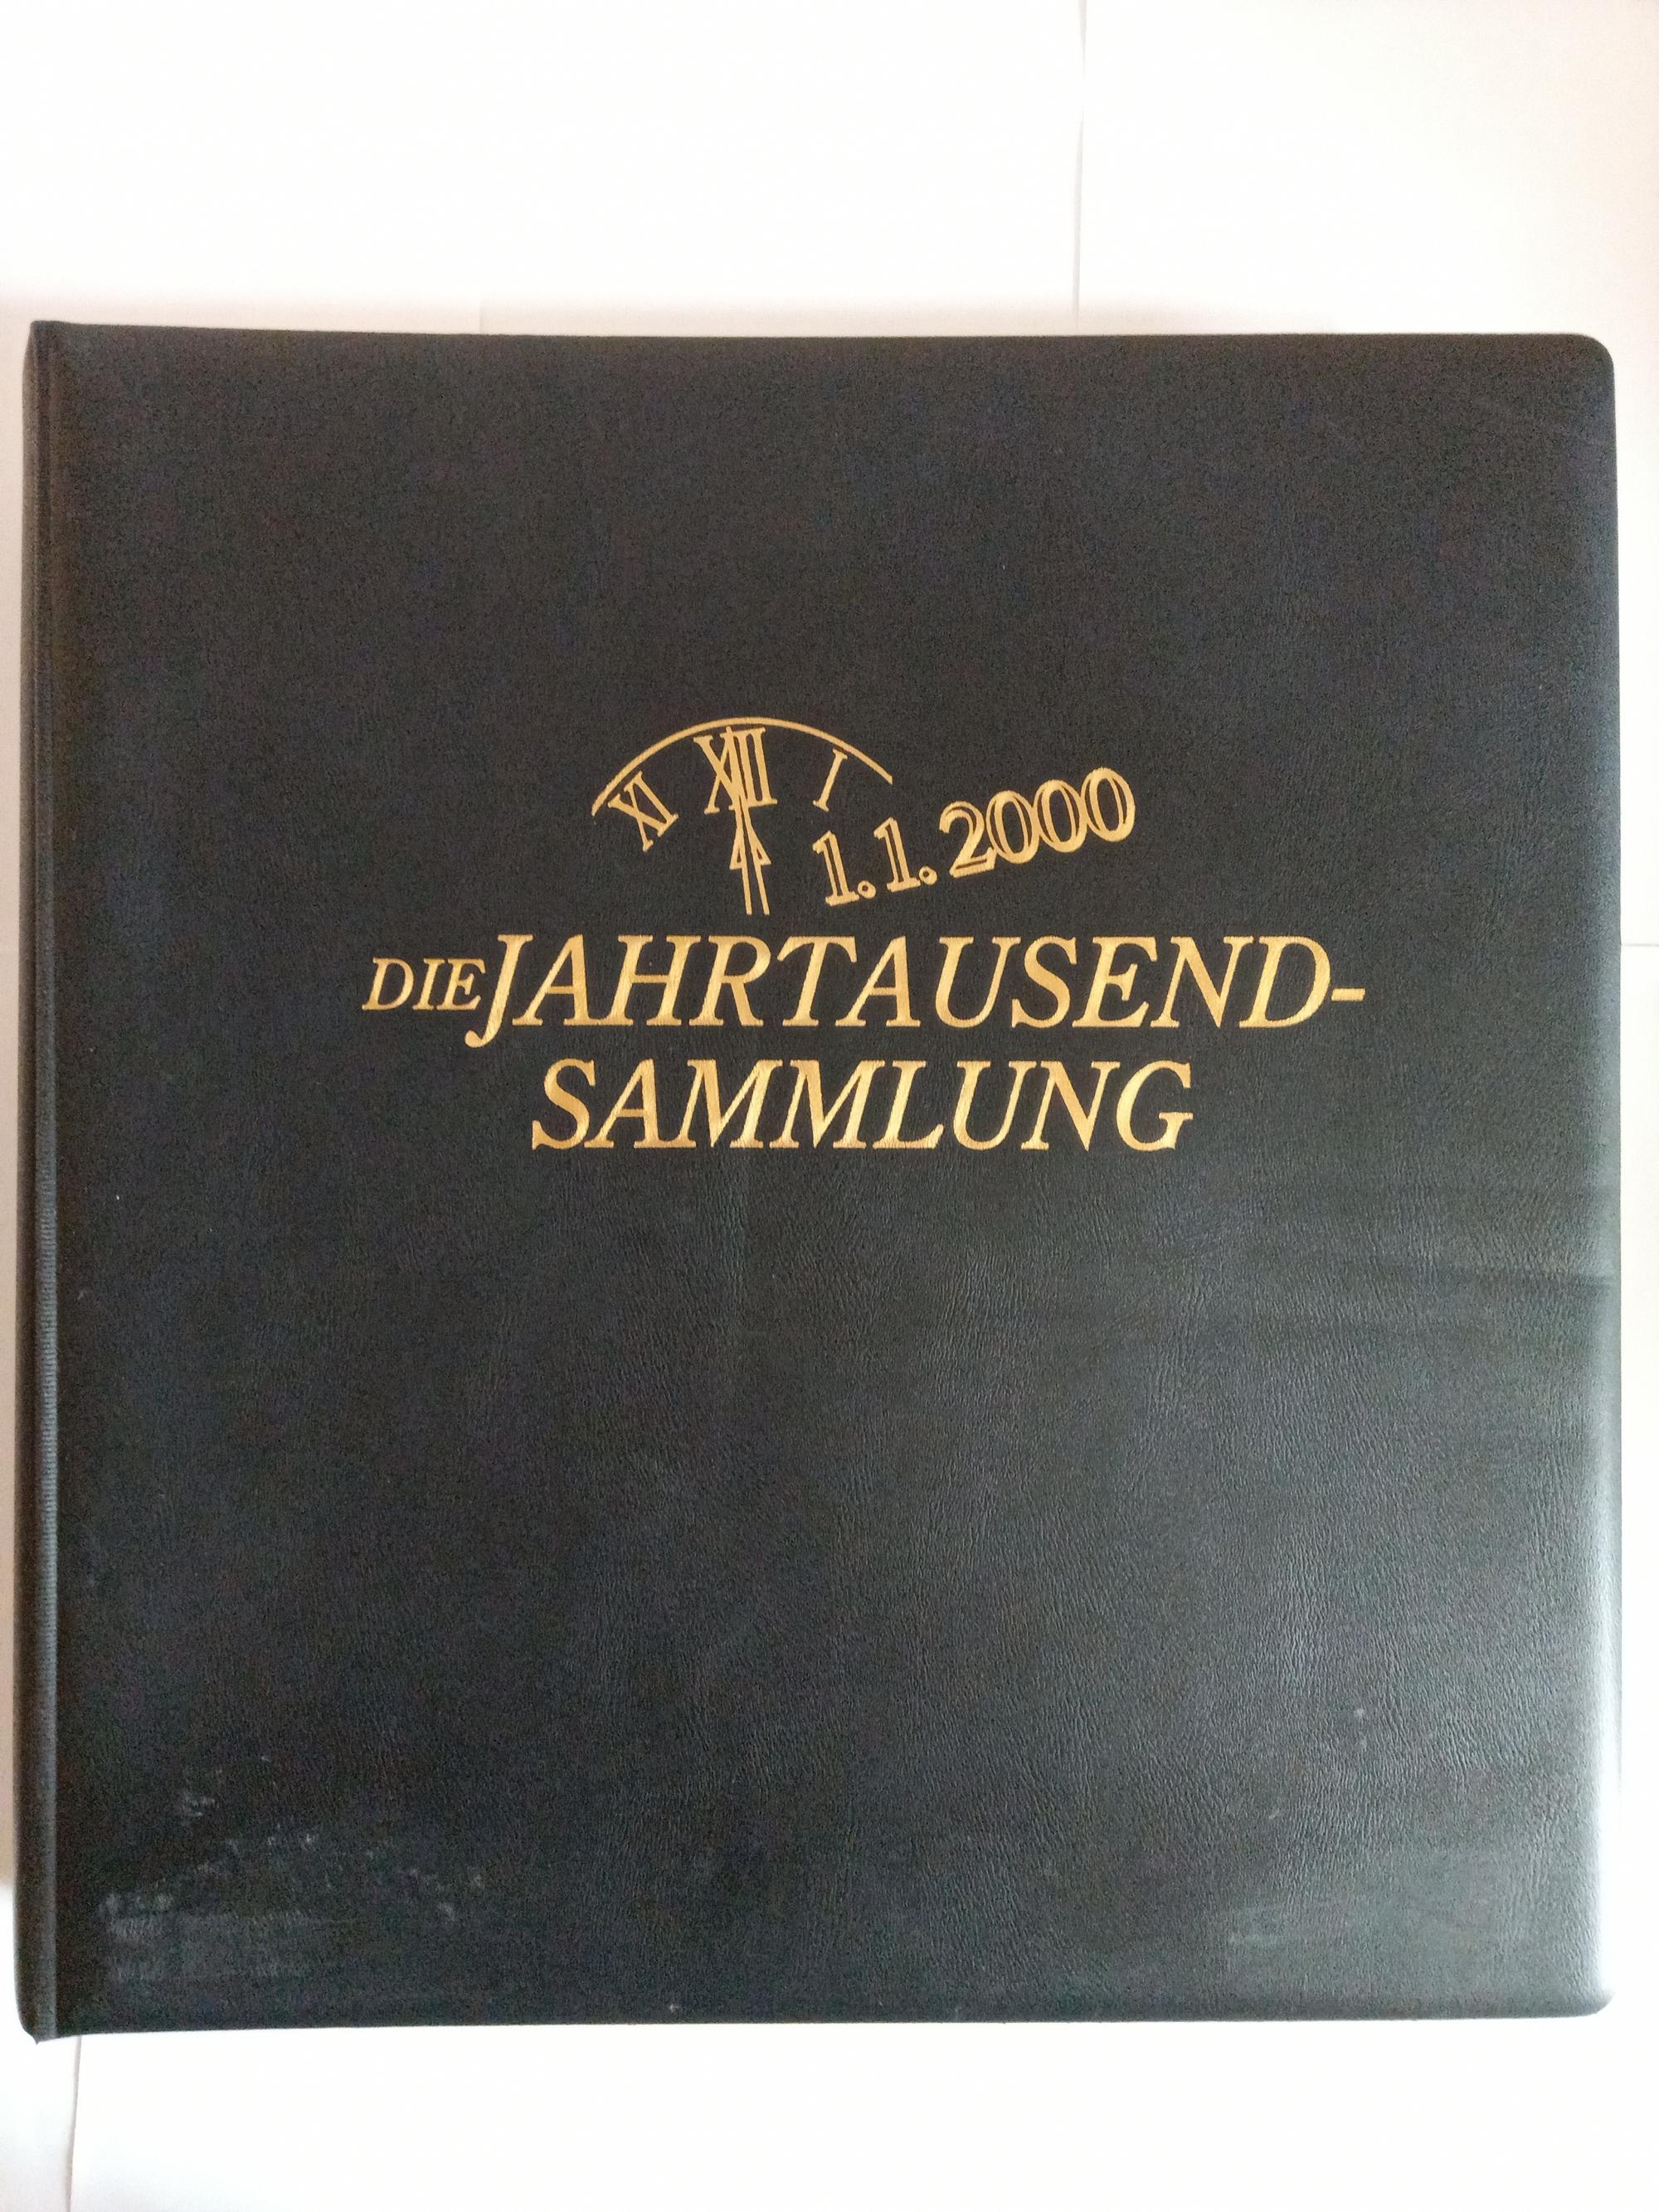 XI XII I
1.1.2000
DIE JAHRTAUSEND-
SAMMLUNG